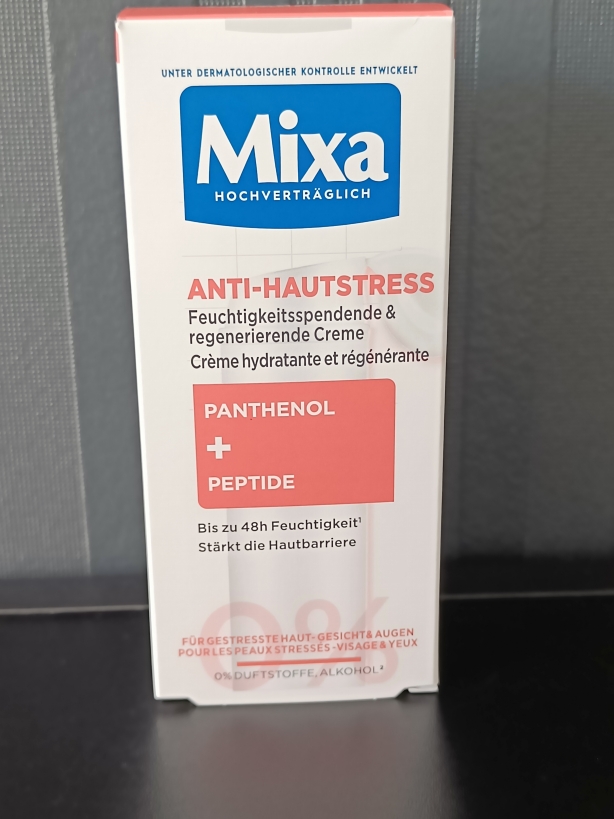 UNTER DERMATOLOGISCHER KONTROLLE ENTWICKELT
Mixa
HOCHVERTRÄGLICH
ANTI-HAUTSTRESS
Feuchtigkeitsspendende &
regenerierende Creme
Crème hydratante et régénérante
PANTHENOL
+
PEPTIDE
Bis zu 48h Feuchtigkeit¹
Stärkt die Hautbarriere
0%
FÜR GESTRESSTE HAUT- GESICHT & AUGEN
POUR LES PEAUX STRESSÉES - VISAGE & YEUX
0% DUFTSTOFFE, ALKOHOL²